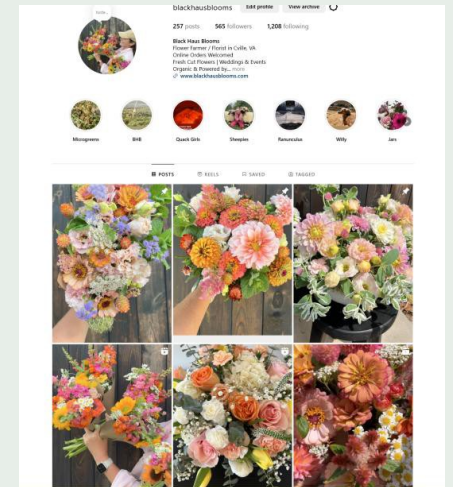 blackhausblooms Edit profile View archive
257 posts 565 followers 1,208 following
Black Haus Blooms
Flower Farmer / Florist in Cville, VA
Online Orders Welcomed
Fresh Cut Flowers | Weddings & Events
Organic & Powered by... more
www.blackhausblooms.com
Microgreens BHB Quack Girls Sheepies Ranunculus Willy Jars
POSTS REELS SAVED TAGGED